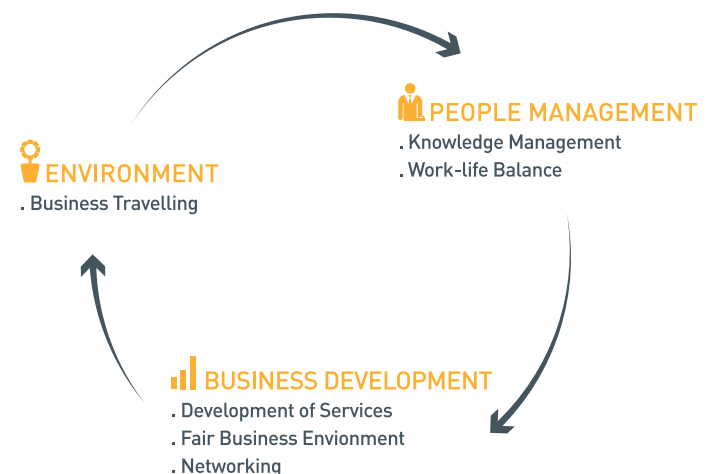 PEOPLE MANAGEMENT
. Knowledge Management
. Work-life Balance
ENVIRONMENT
. Business Travelling
BUSINESS DEVELOPMENT
. Development of Services
. Fair Business Envionment
. Networking